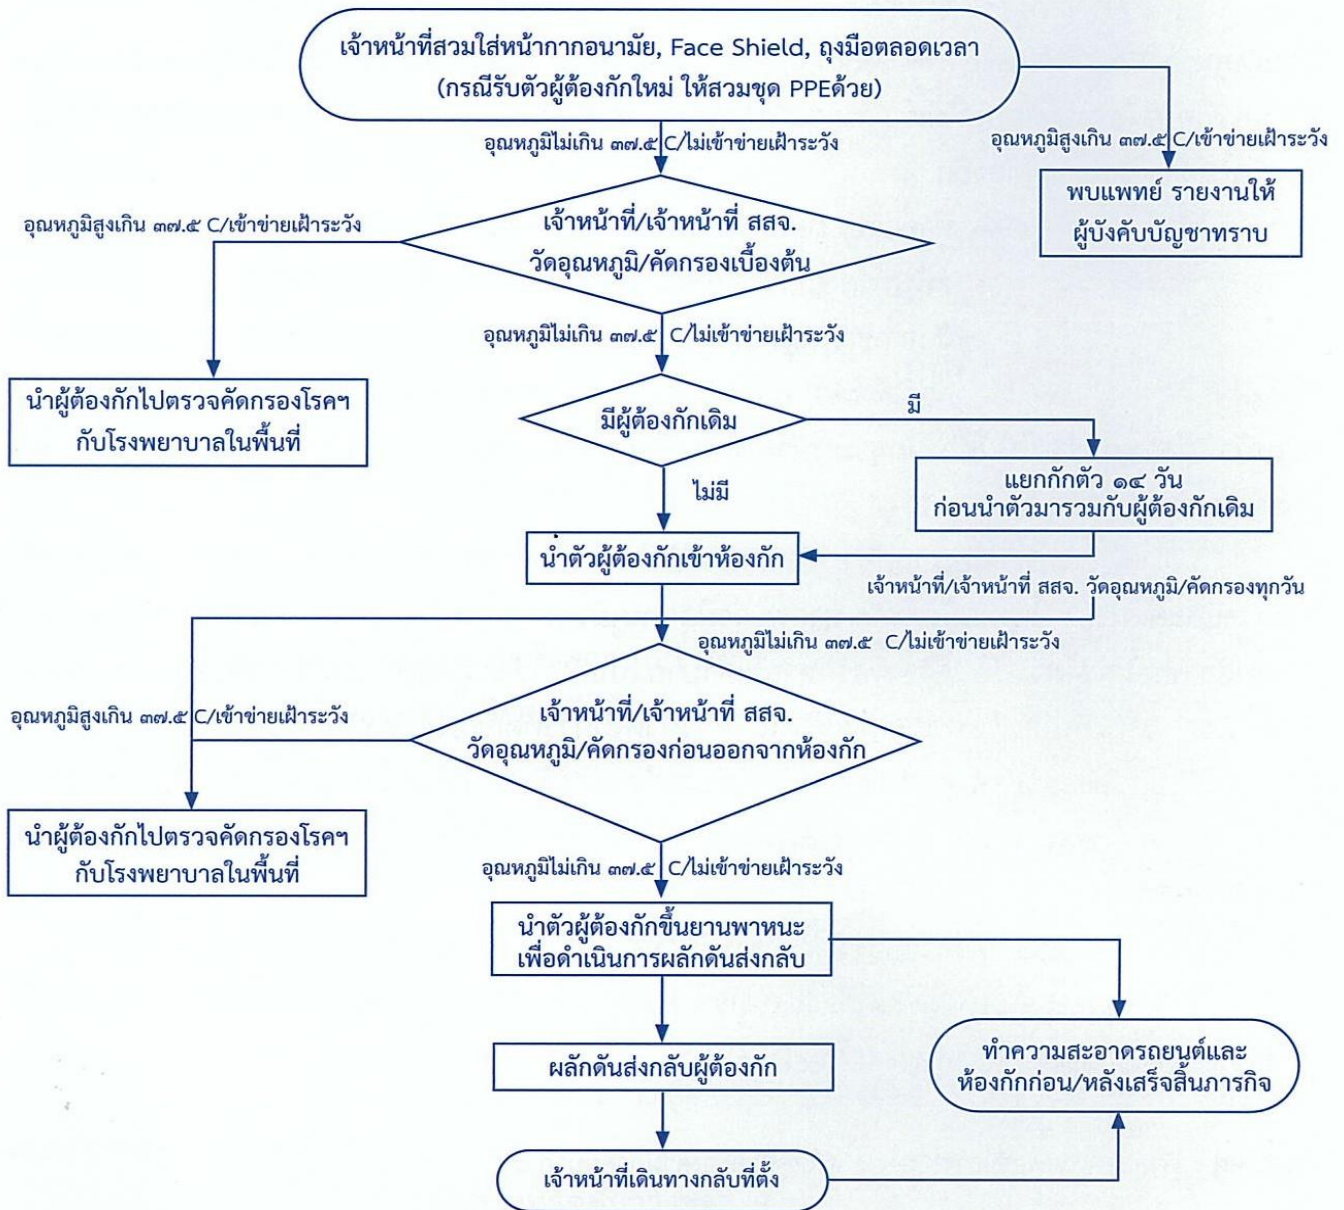 เจ้าหน้าที่สวมใส่หน้ากากอนามัย, Face Shield, ถุงมือตลอดเวลา
(กรณีรับตัวผู้ต้องกักใหม่ ให้สวมชุด PPEด้วย)
อุณหภูมิไม่เกิน ๓๗.๕ C/ไม่เข้าข่ายเฝ้าระวัง
อุณหภูมิสูงเกิน ๓๗.๕ C/เข้าข่ายเฝ้าระวัง
พบแพทย์ รายงานให้
ผู้บังคับบัญชาทราบ
เจ้าหน้าที่/เจ้าหน้าที่ สสจ.
วัดอุณหภูมิ/คัดกรองเบื้องต้น
อุณหภูมิสูงเกิน ๓๗.๕ C/เข้าข่ายเฝ้าระวัง
อุณหภูมิไม่เกิน ๓๗.๕ C/ไม่เข้าข่ายเฝ้าระวัง
นำผู้ต้องกักไปตรวจคัดกรองโรคฯ
กับโรงพยาบาลในพื้นที่
มีผู้ต้องกักเดิม
มี
ไม่มี
แยกกักตัว ๑๔ วัน
ก่อนนำตัวมารวมกับผู้ต้องกักเดิม
นำตัวผู้ต้องกักเข้าห้องกัก
เจ้าหน้าที่/เจ้าหน้าที่ สสจ. วัดอุณหภูมิ/คัดกรองทุกวัน
อุณหภูมิไม่เกิน ๓๗.๕ C/ไม่เข้าข่ายเฝ้าระวัง
อุณหภูมิสูงเกิน ๓๗.๕ C/เข้าข่ายเฝ้าระวัง
เจ้าหน้าที่/เจ้าหน้าที่ สสจ.
วัดอุณหภูมิ/คัดกรองก่อนออกจากห้องกัก
นำผู้ต้องกักไปตรวจคัดกรองโรคฯ
กับโรงพยาบาลในพื้นที่
อุณหภูมิไม่เกิน ๓๗.๕ C/ไม่เข้าข่ายเฝ้าระวัง
นำตัวผู้ต้องกักขึ้นยานพาหนะ
เพื่อดำเนินการผลักดันส่งกลับ
ผลักดันส่งกลับผู้ต้องกัก
ทำความสะอาดรถยนต์และ
ห้องกักก่อน/หลังเสร็จสิ้นภารกิจ
เจ้าหน้าที่เดินทางกลับที่ตั้ง